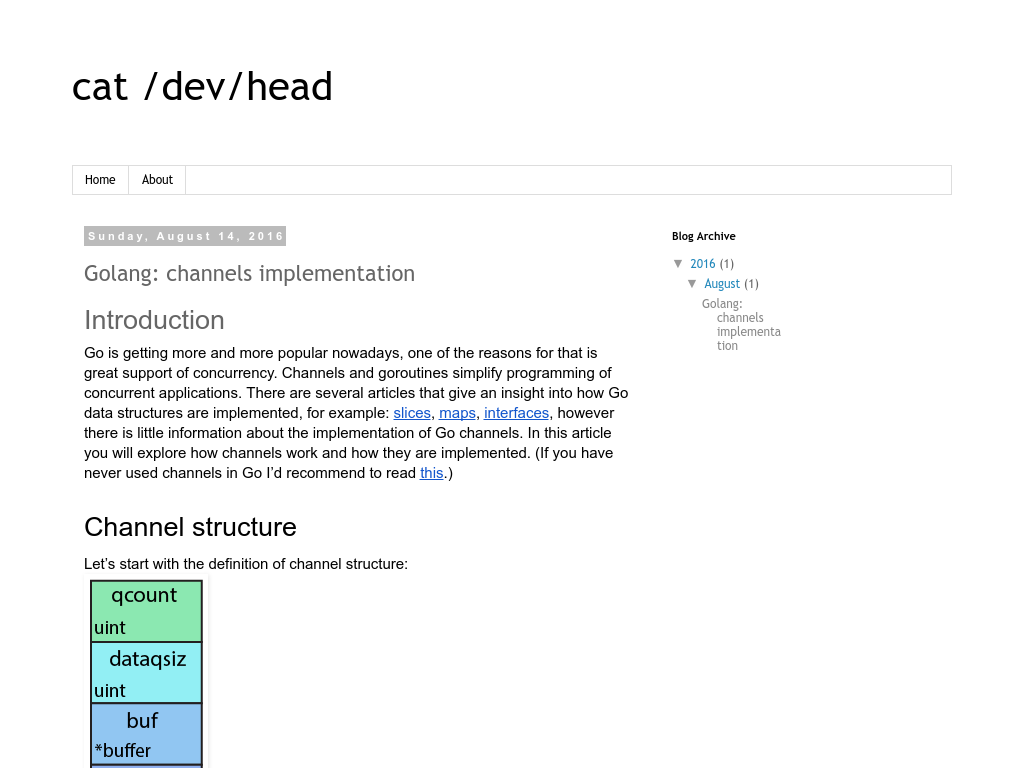 cat /dev/head
Home
About
Sunday, August 14, 2016
Golang: channels implementation
Introduction
Go is getting more and more popular nowadays, one of the reasons for that is
great support of concurrency. Channels and goroutines simplify programming of
concurrent applications. There are several articles that give an insight into how Go
data structures are implemented, for example: slices, maps, interfaces, however
there is little information about the implementation of Go channels. In this article
you will explore how channels work and how they are implemented. (If you have
never used channels in Go I’d recommend to read this.)
Channel structure
Let’s start with the definition of channel structure:
qcount
uint
dataqsiz
uint
buf
*buffer
Blog Archive
▼ 2016 (1)
▼ August (1)
Golang:
channels
implementa
tion